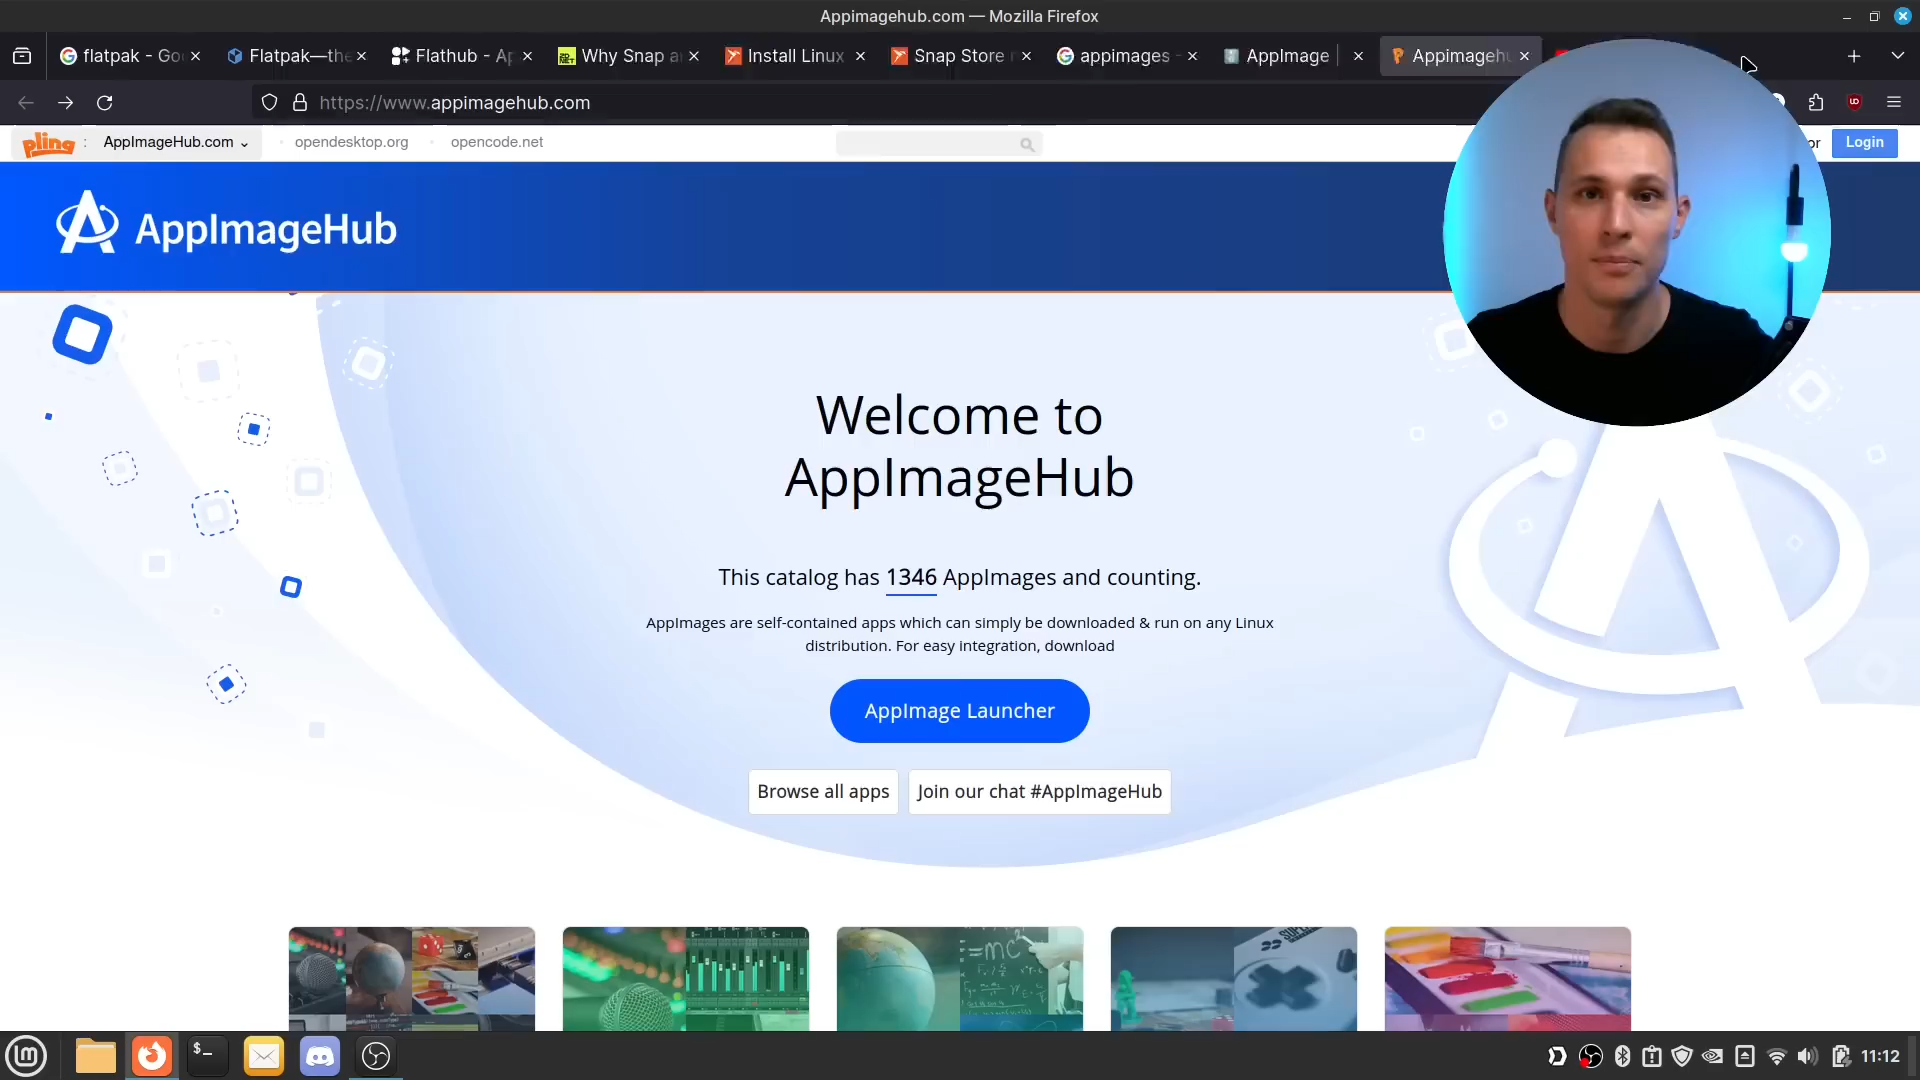 Appimagehub.com — Mozilla Firefox
flatpak - Go
Flatpak—the
Flathub - Ap
Why Snap a
Install Linux
Snap Store
appimages -
AppImage |
Appimageh
https://www.appimagehub.com
pling
:
AppImageHub.com
opendesktop.org
opencode.net
or
Login
AppImageHub
Welcome to
AppImageHub
This catalog has 1346 AppImages and counting.
AppImages are self-contained apps which can simply be downloaded & run on any Linux
distribution. For easy integration, download
AppImage Launcher
Browse all apps
Join our chat #AppImageHub
=mc²
11:12